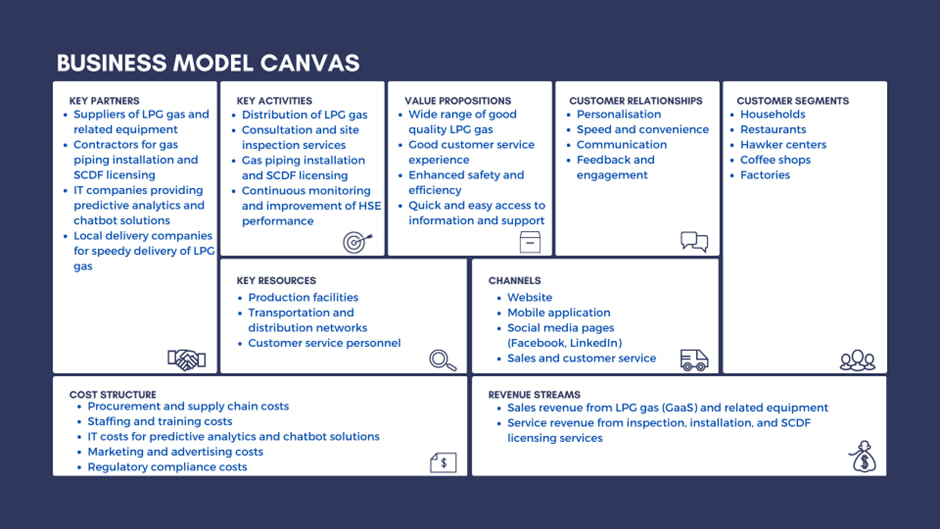 BUSINESS MODEL CANVAS
KEY PARTNERS
• Suppliers of LPG gas and
related equipment
• Contractors for gas
piping installation and
SCDF licensing
• IT companies providing
predictive analytics and
chatbot solutions
• Local delivery companies
for speedy delivery of LPG
gas
KEY ACTIVITIES
• Distribution of LPG gas
• Consultation and site
inspection services
• Gas piping installation
and SCDF licensing
• Continuous monitoring
and improvement of HSE
performance
VALUE PROPOSITIONS
• Wide range of good
quality LPG gas
• Good customer service
experience
• Enhanced safety and
efficiency
• Quick and easy access to
information and support
CUSTOMER RELATIONSHIPS
• Personalisation
• Speed and convenience
• Communication
• Feedback and
engagement
CUSTOMER SEGMENTS
• Households
• Restaurants
• Hawker centers
• Coffee shops
• Factories
KEY RESOURCES
• Production facilities
• Transportation and
distribution networks
• Customer service personnel
CHANNELS
• Website
• Mobile application
• Social media pages
(Facebook, LinkedIn)
• Sales and customer service
COST STRUCTURE
• Procurement and supply chain costs
• Staffing and training costs
• IT costs for predictive analytics and chatbot solutions
• Marketing and advertising costs
• Regulatory compliance costs
$
REVENUE STREAMS
• Sales revenue from LPG gas (GaaS) and related equipment
• Service revenue from inspection, installation, and SCDF
licensing services
$